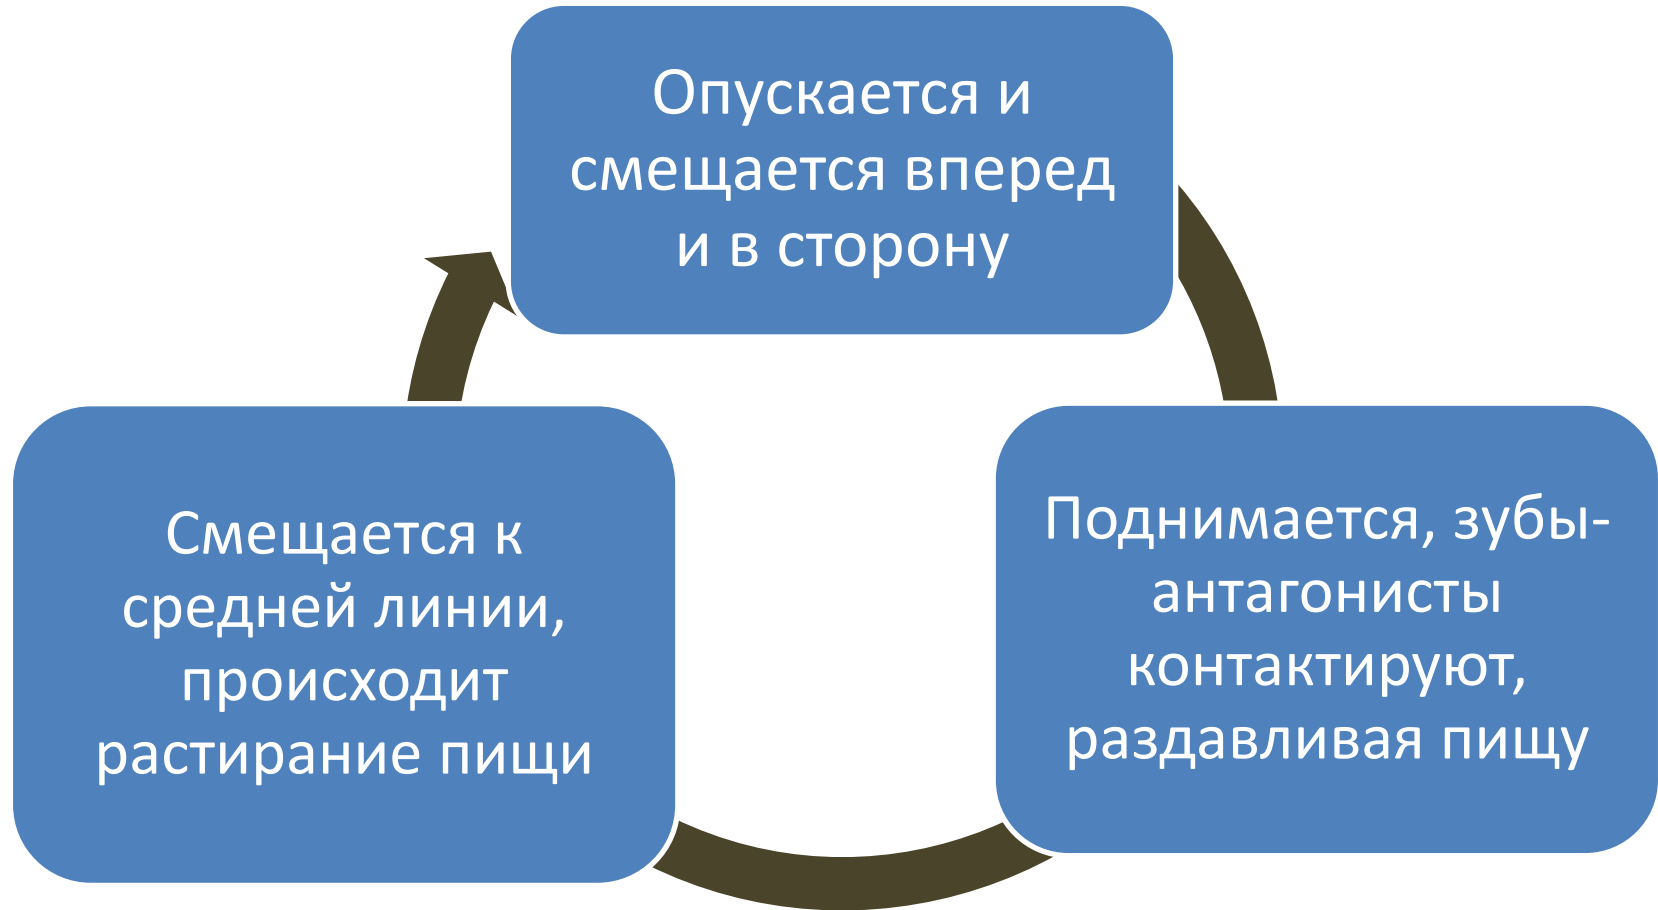 Опускается и
смещается вперед
и в сторону
Поднимается, зубы-
антагонисты
контактируют,
раздавливая пищу
Смещается к
средней линии,
происходит
растирание пищи